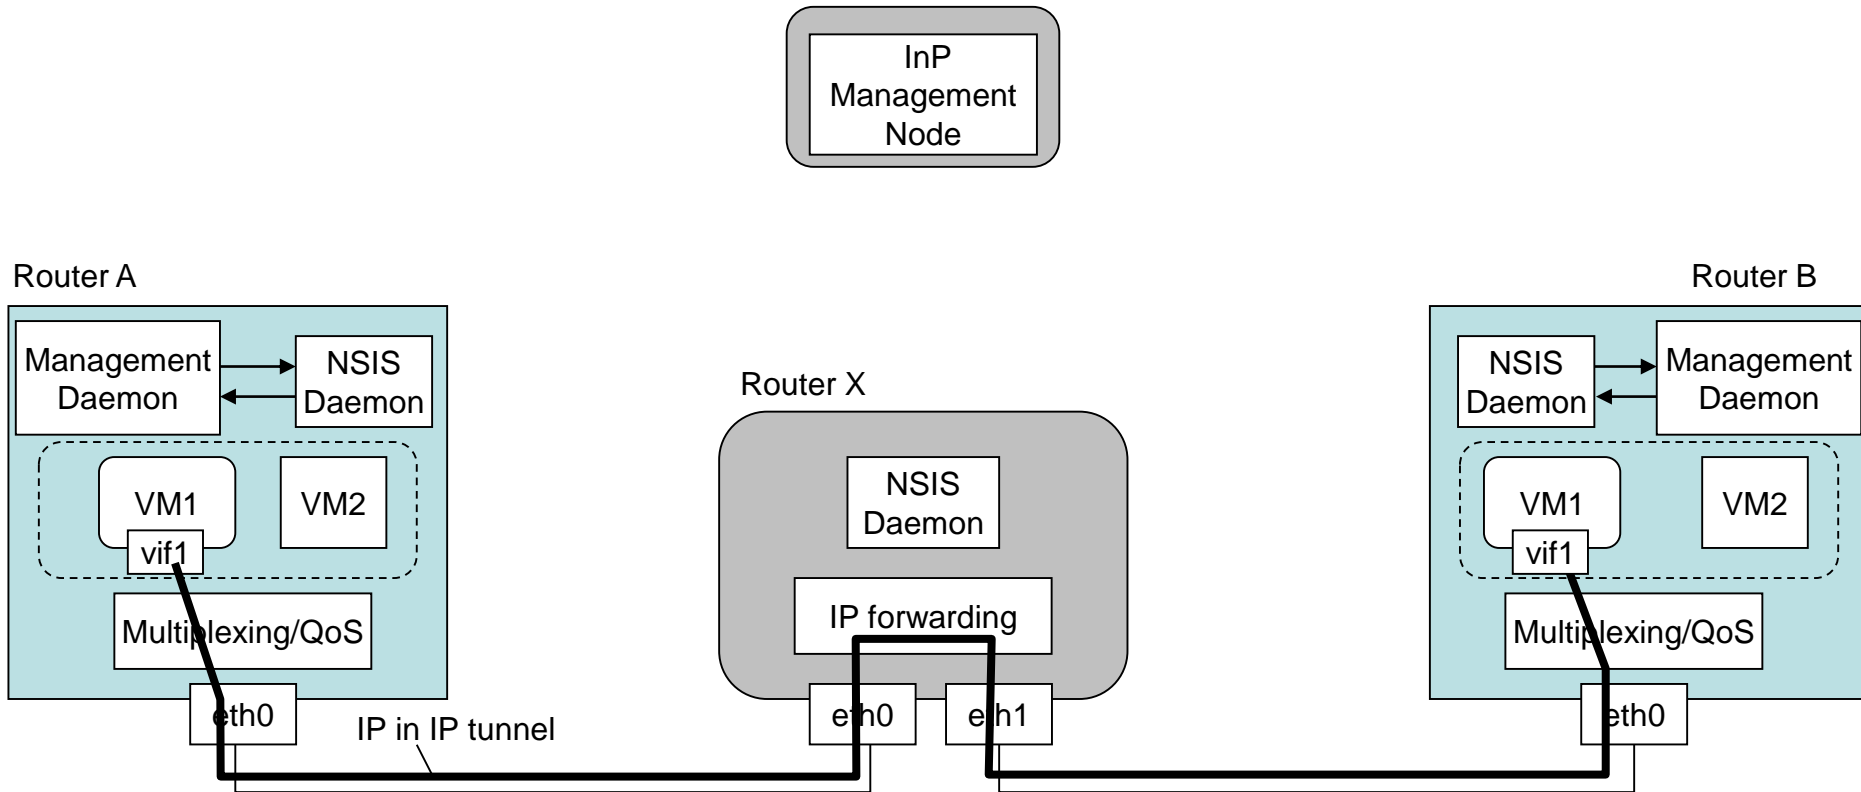 InP
Management
Node
Router A
Management
Daemon
NSIS
Daemon
VM1
VM2
vif1
Multiplexing/QoS
eth0
IP in IP tunnel
Router X
NSIS
Daemon
IP forwarding
eth0
eth1
Router B
NSIS
Daemon
Management
Daemon
VM1
VM2
vif1
Multiplexing/QoS
eth0